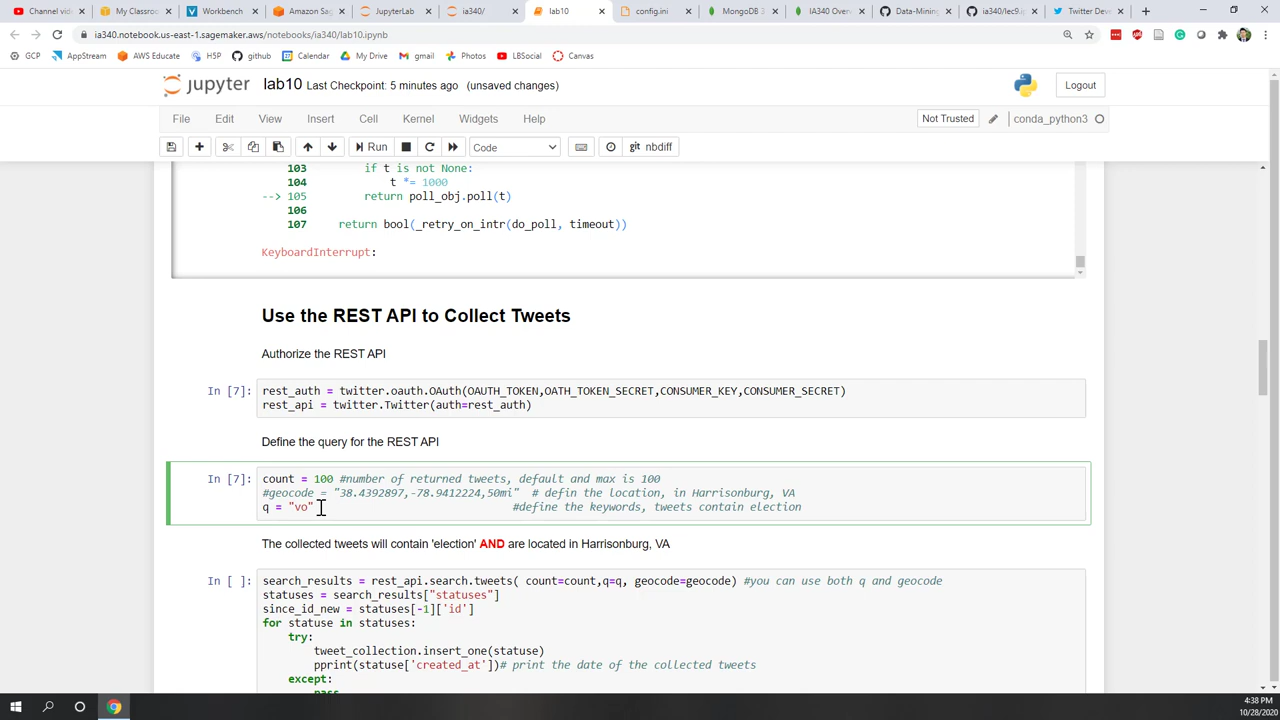 Channel vide
My Classroo
Workbench
Amazon Sag
JupyterLab
ia340/
lab10
config.ini
MongoDB 3
IA340 Overv
Data-Mining
ia340/lec9.i
Twitter Deve
ia340.notebook.us-east-1.sagemaker.aws/notebooks/ia340/lab10.ipynb
GCP AppStream AWS Educate H5P github Calendar My Drive gmail Photos LBSocial Canvas
jupyter lab10 Last Checkpoint: 5 minutes ago (unsaved changes) Logout
File Edit View Insert Cell Kernel Widgets Help Not Trusted conda_python3
Run Code nbdiff
103 if t is not None:
104 t *= 1000
--> 105 return poll_obj.poll(t)
106
107 return bool(_retry_on_intr(do_poll, timeout))
KeyboardInterrupt:
Use the REST API to Collect Tweets
Authorize the REST API
In [7]: rest_auth = twitter.oauth.OAuth(OAUTH_TOKEN,OATH_TOKEN_SECRET,CONSUMER_KEY,CONSUMER_SECRET)
rest_api = twitter.Twitter(auth=rest_auth)
Define the query for the REST API
In [7]: count = 100 #number of returned tweets, default and max is 100
#geocode = "38.4392897,-78.9412224,50mi" # defin the location, in Harrisonburg, VA
q = "vo" #define the keywords, tweets contain election
The collected tweets will contain 'election' AND are located in Harrisonburg, VA
In [ ]: search_results = rest_api.search.tweets( count=count,q=q, geocode=geocode) #you can use both q and geocode
statuses = search_results["statuses"]
since_id_new = statuses[-1]['id']
for statuse in statuses:
try:
tweet_collection.insert_one(statuse)
pprint(statuse['created_at'])# print the date of the collected tweets
except:
pass
4:38 PM
10/28/2020